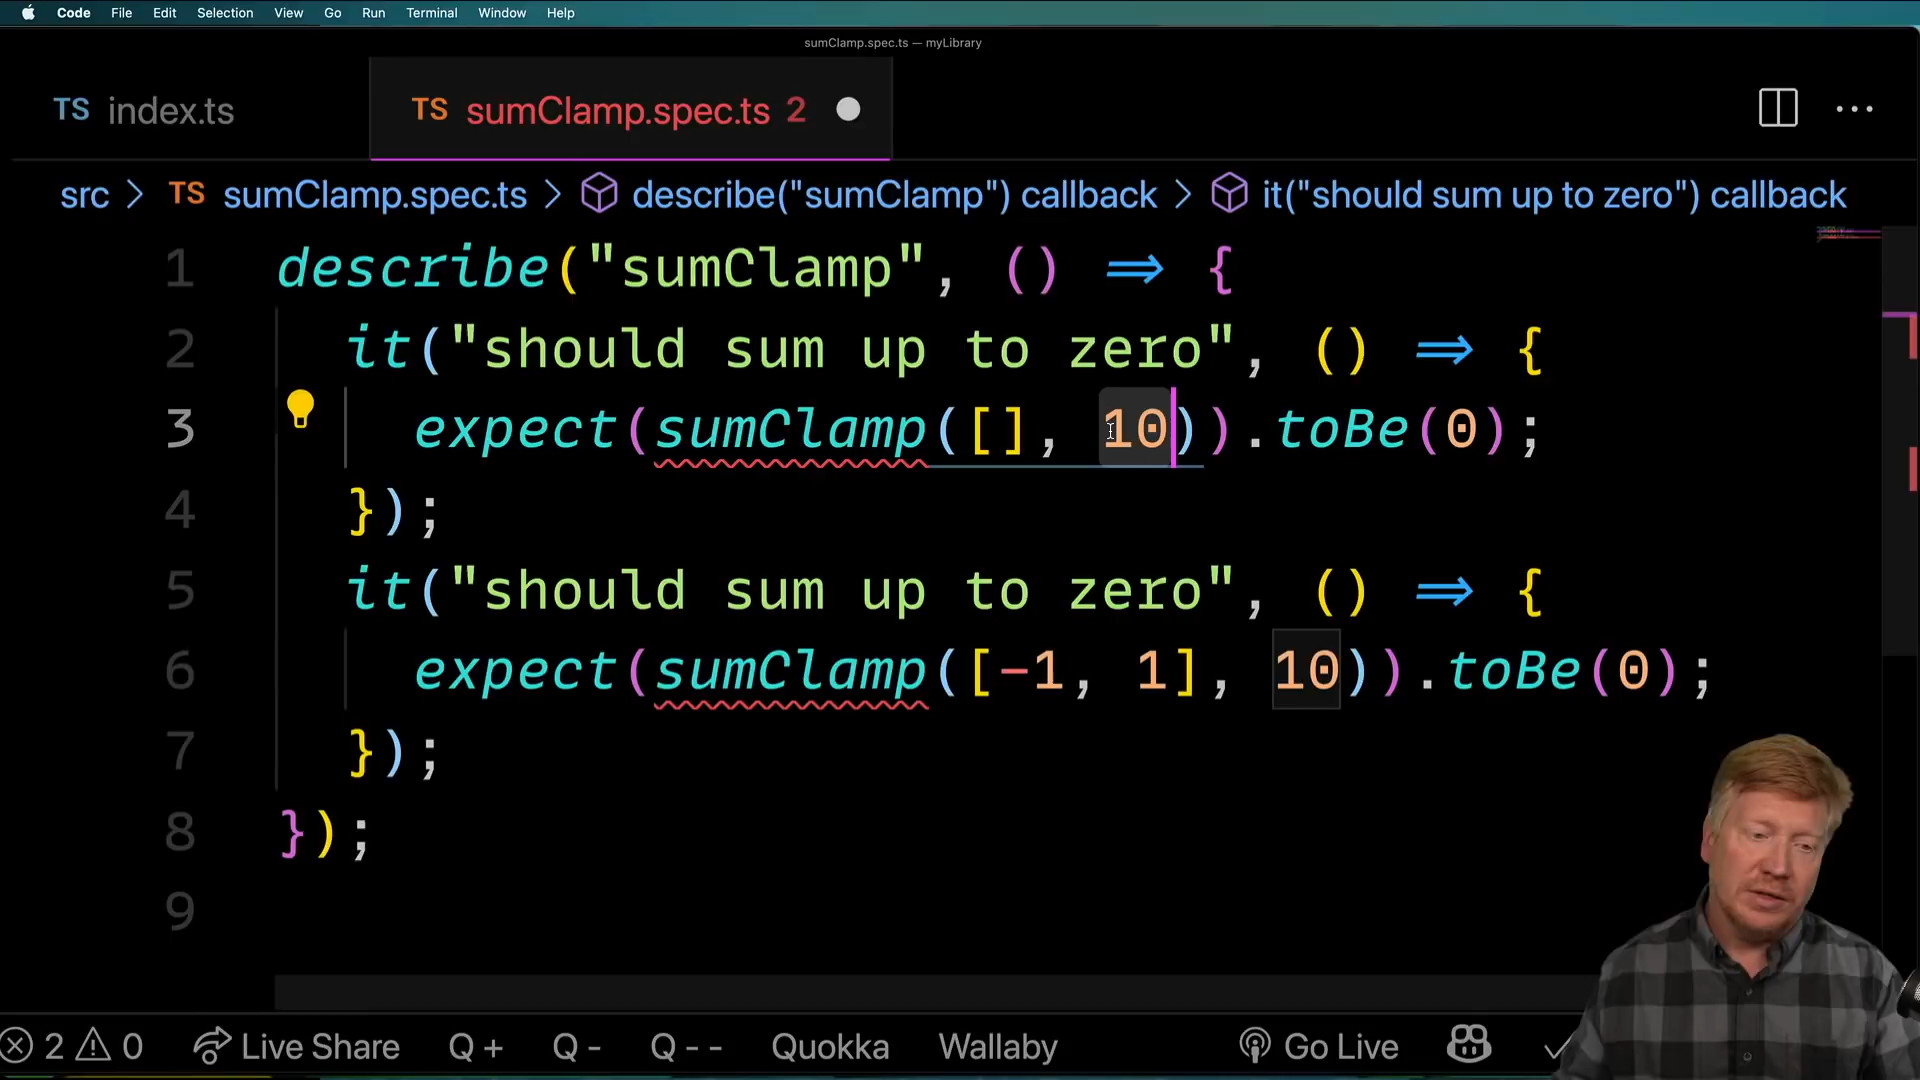 Code File Edit Selection View Go Run Terminal Window Help
sumClamp.spec.ts — myLibrary
TS index.ts TS sumClamp.spec.ts 2
src > TS sumClamp.spec.ts > describe("sumClamp") callback > it("should sum up to zero") callback
1 describe("sumClamp", () => {
2 it("should sum up to zero", () => {
3 expect(sumClamp([], 10)).toBe(0);
4 });
5 it("should sum up to zero", () => {
6 expect(sumClamp([-1, 1], 10)).toBe(0);
7 });
8 });
9
2 0 Live Share Q + Q - Q - - Quokka Wallaby Go Live